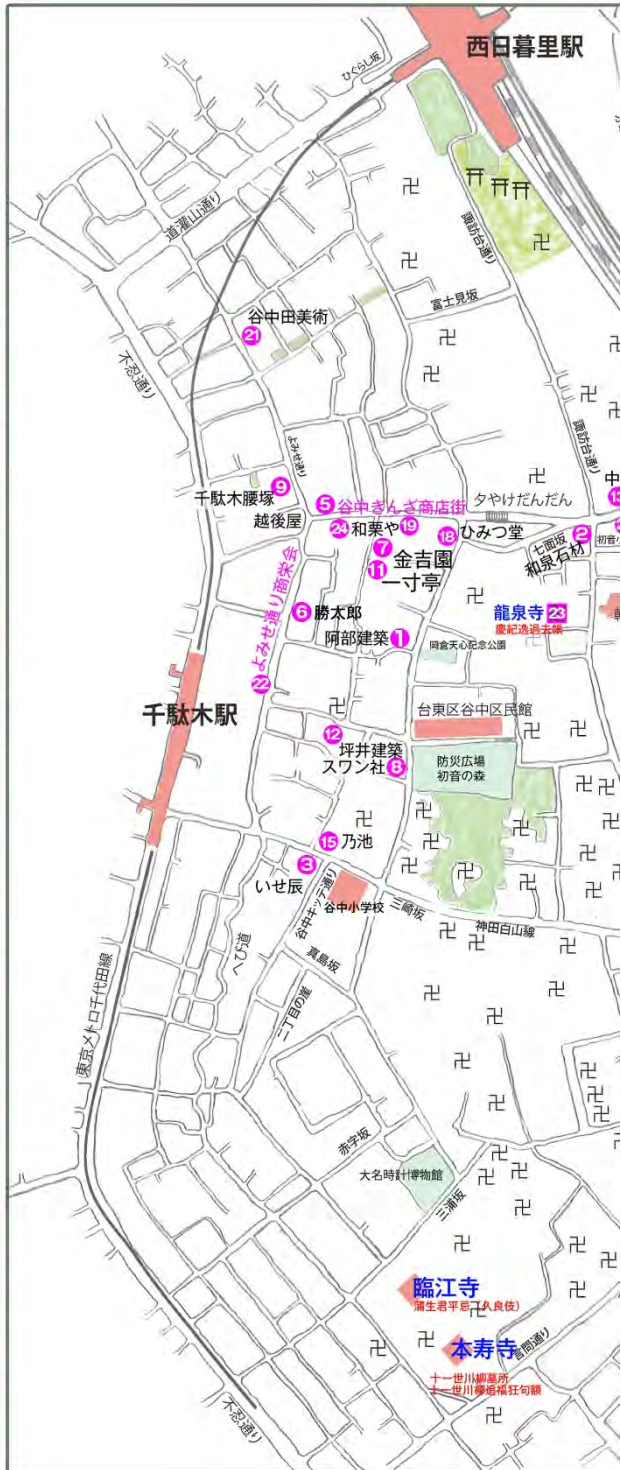 西日暮里駅
ひぐらし坂
道灌山通り
諏訪台通り
富士見坂
谷中田美術
21
不忍通り
諏訪台通り
よみせ通り
9
千駄木腰塚
5
谷中ぎんざ商店街
夕やけだんだん
中
13
越後屋
24
和栗や
19
18
ひみつ堂
七面坂
2
和泉石材
初音小
7
金吉園
11
一寸亭
よみせ通り商栄会
6
勝太郎
龍泉寺
23
慶紀逸過去帳
阿部建築
1
岡倉天心記念公園
22
千駄木駅
台東区谷中区民館
12
坪井建築
スワン社
8
防災広場
初音の森
15
乃池
3
いせ辰
谷中キッテ通り
谷中小学校
三崎坂
神田白山線
へび道
真島坂
東京メトロ千代田線
二丁目の崖
赤字坂
大名時計博物館
三浦坂
臨江寺
蒲生君平忌(久良伎)
本寿寺
言問通り
十一世川柳墓所
十一世川柳追福狂句額
不忍通り